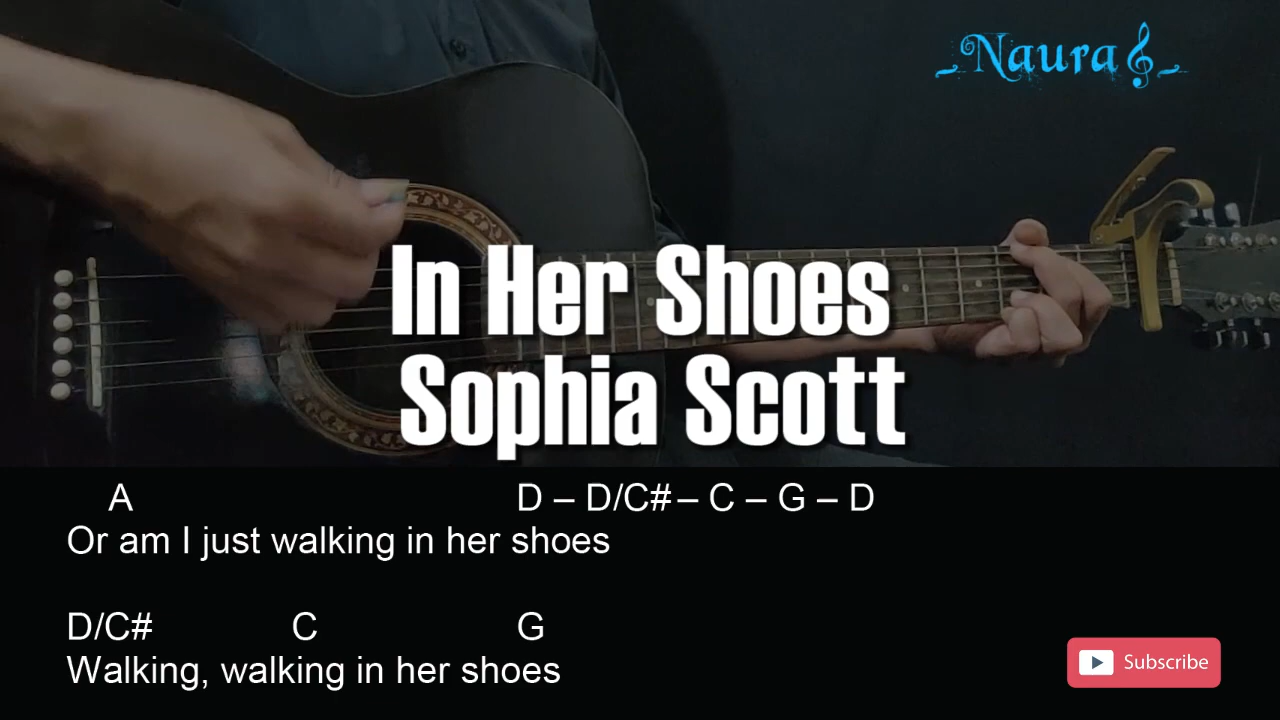 Naura
In Her Shoes
Sophia Scott
A D – D/C# – C – G – D
Or am I just walking in her shoes
D/C# C G
Walking, walking in her shoes
Subscribe